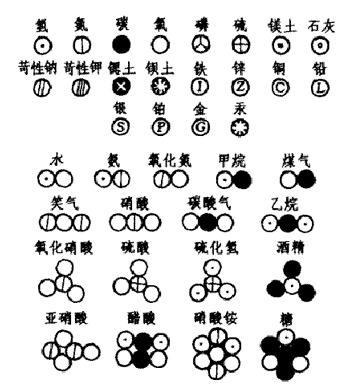 氢 氮 碳 氧 磷 硫 镁土 石灰
苛性钠 苛性钾 锶土 钡土 铁 锌 铜 铅
I Z C L
银 铂 金 汞
S P G
水 氨 氧化氮 甲烷 煤气
笑气 硝酸 碳酸气 乙烷
氧化硝酸 硫酸 硫化氢 酒精
亚硝酸 醋酸 硝酸铵 糖